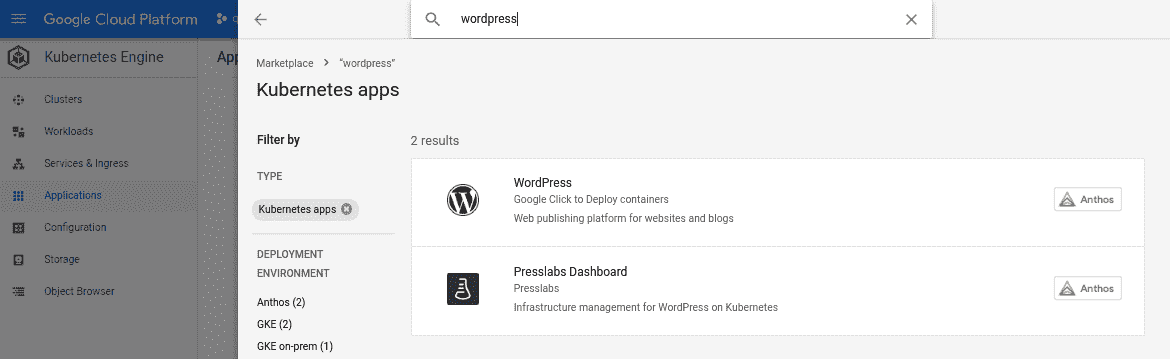 Google Cloud Platform
wordpress
Kubernetes Engine
Clusters
Workloads
Services & Ingress
Applications
Configuration
Storage
Object Browser
Marketplace > "wordpress"
Kubernetes apps
Filter by
TYPE
Kubernetes apps
DEPLOYMENT
ENVIRONMENT
Anthos (2)
GKE (2)
GKE on-prem (1)
2 results
WordPress
Google Click to Deploy containers
Web publishing platform for websites and blogs
Anthos
Presslabs Dashboard
Presslabs
Infrastructure management for WordPress on Kubernetes
Anthos